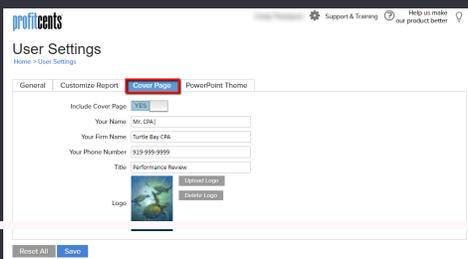 profitcents
Support & Training
Help us make
our product better
User Settings
Home > User Settings
General
Customize Report
Cover Page
PowerPoint Theme
Include Cover Page YES
Your Name Mr. CPA
Your Firm Name Turtle Bay CPA
Your Phone Number 919-999-9999
Title Performance Review
Upload Logo
Delete Logo
Logo
Reset All
Save